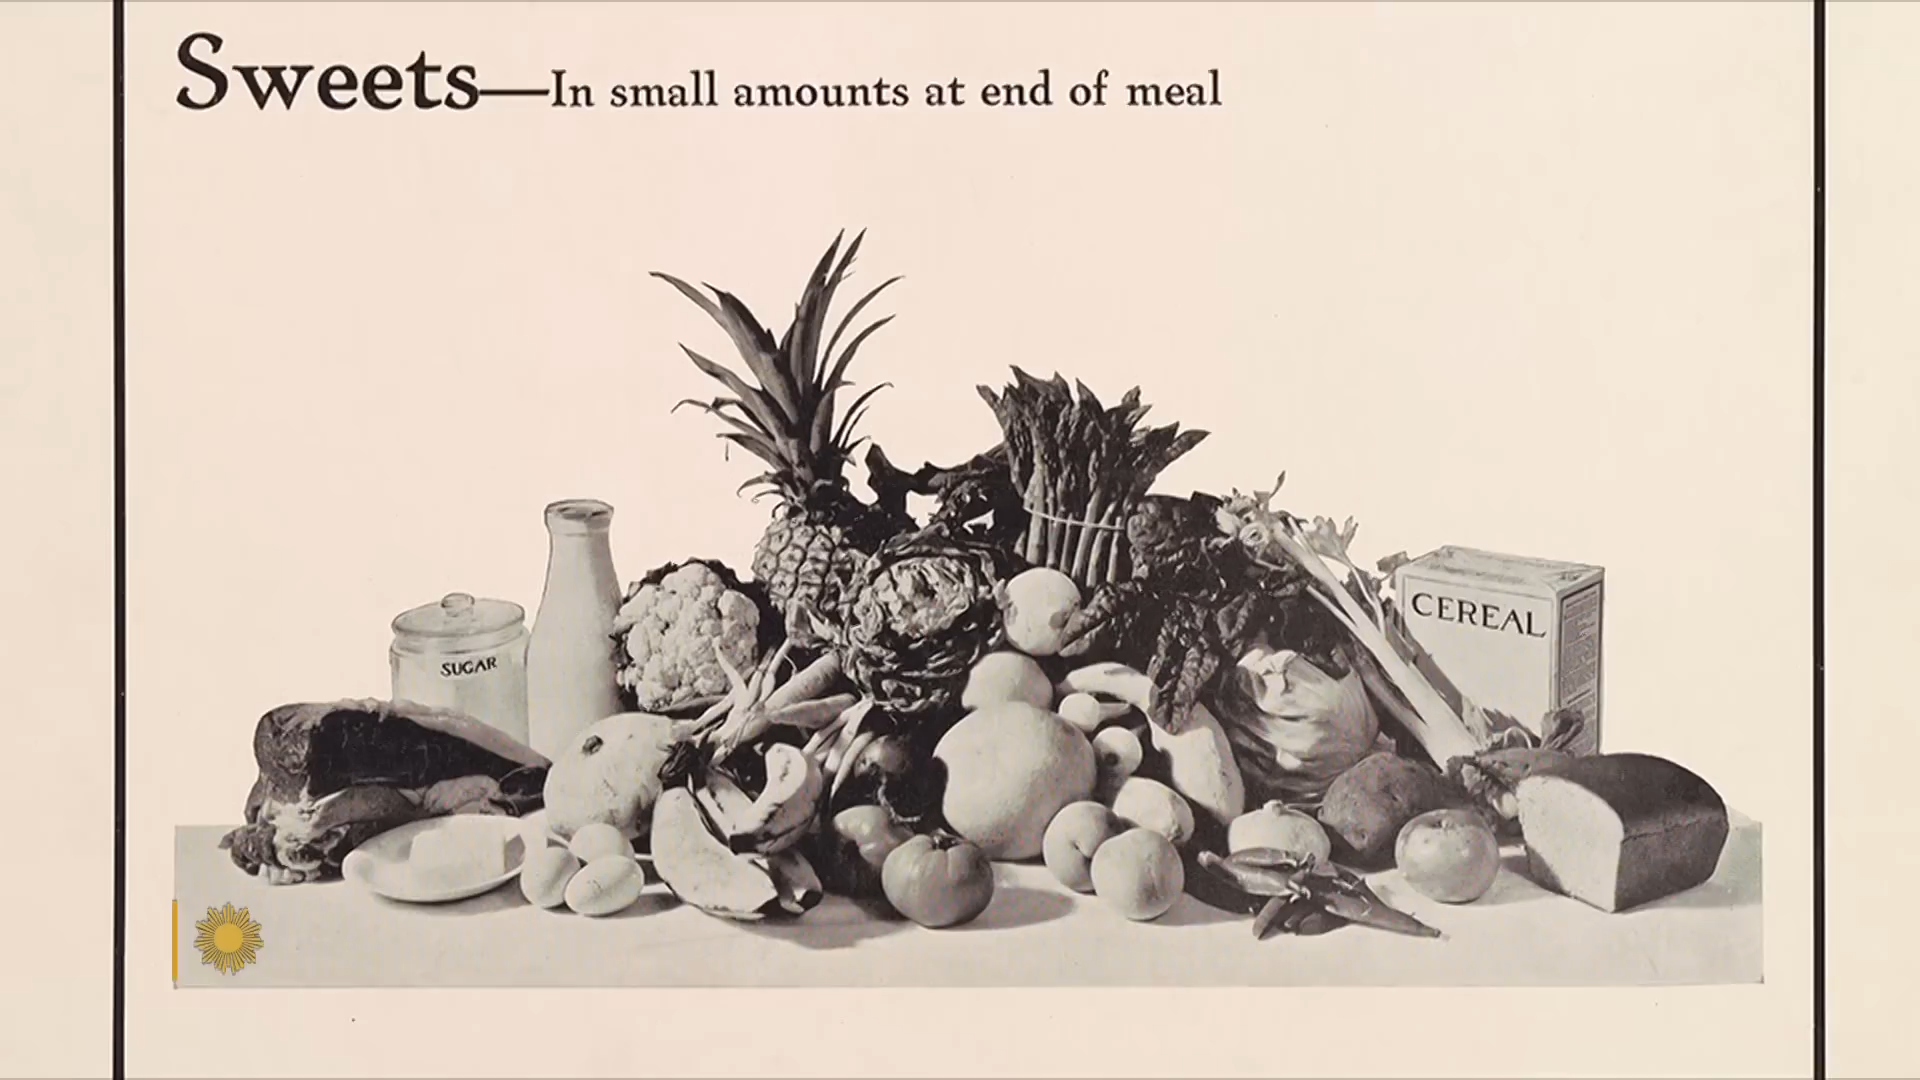 Sweets—In small amounts at end of meal
SUGAR
CEREAL